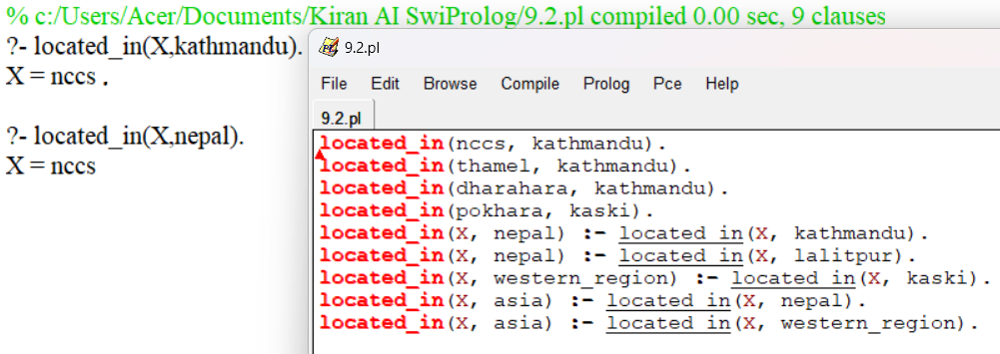 % c:/Users/Acer/Documents/Kiran AI SwiProlog/9.2.pl compiled 0.00 sec, 9 clauses
?- located_in(X,kathmandu).
X = nccs .
?- located_in(X,nepal).
X = nccs
9.2.pl
File Edit Browse Compile Prolog Pce Help
9.2.pl
located_in(nccs, kathmandu).
located_in(thamel, kathmandu).
located_in(dharahara, kathmandu).
located_in(pokhara, kaski).
located_in(X, nepal) :- located_in(X, kathmandu).
located_in(X, nepal) :- located_in(X, lalitpur).
located_in(X, western_region) :- located_in(X, kaski).
located_in(X, asia) :- located_in(X, nepal).
located_in(X, asia) :- located_in(X, western_region).